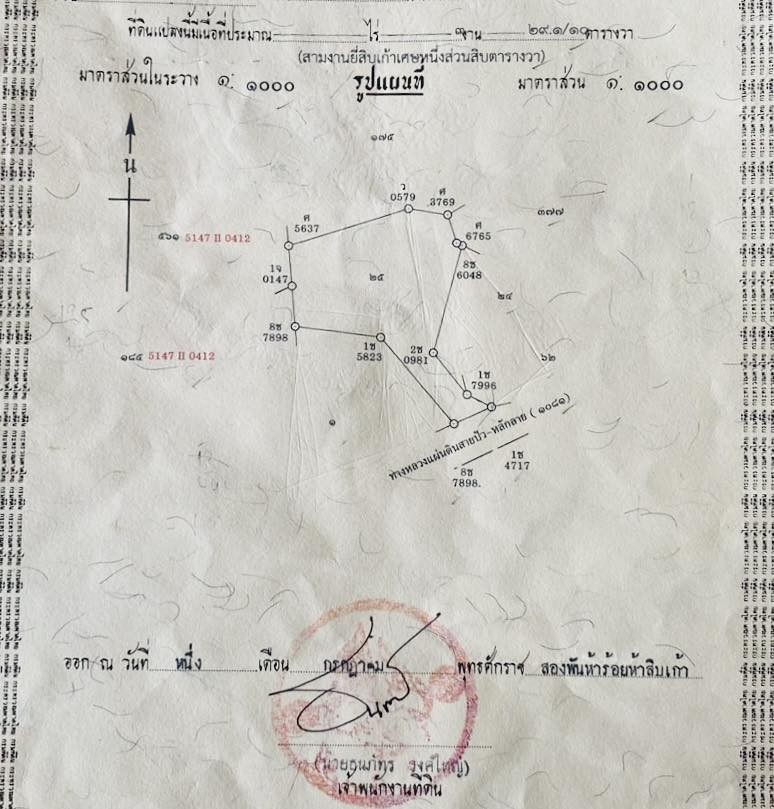 ที่ดินแปลงนี้มีเนื้อที่ประมาณ ไร่ ๓ งาน ๒๙.๑/๑๐ ตารางวา
(สามงานยี่สิบเก้าเศษหนึ่งส่วนสิบตารางวา)
มาตราส่วนในระวาง ๑: ๑๐๐๐ รูปแผนที่ มาตราส่วน ๑: ๑๐๐๐
๑๗๕
น
ว
0579
ศ
3769
๓๗๗
ศ
5637
ศ
6765
๕๖๑ 5147 II 0412
8ช
6048
1จ
0147
๒๕
๒๔
8ช
7898
1ช
5823
2ช
0981
๖๒
๑๘๕ 5147 II 0412
1ช
7996
๑
ทางหลวงแผ่นดินสายปัว-หลักลาย ( ๑๐๘๑)
1ช
4717
8ช
7898.
ออก ณ วันที่ หนึ่ง เดือน กรกฎาคม พุทธศักราช สองพันห้าร้อยห้าสิบเก้า
เจ้าพนักงานที่ดิน